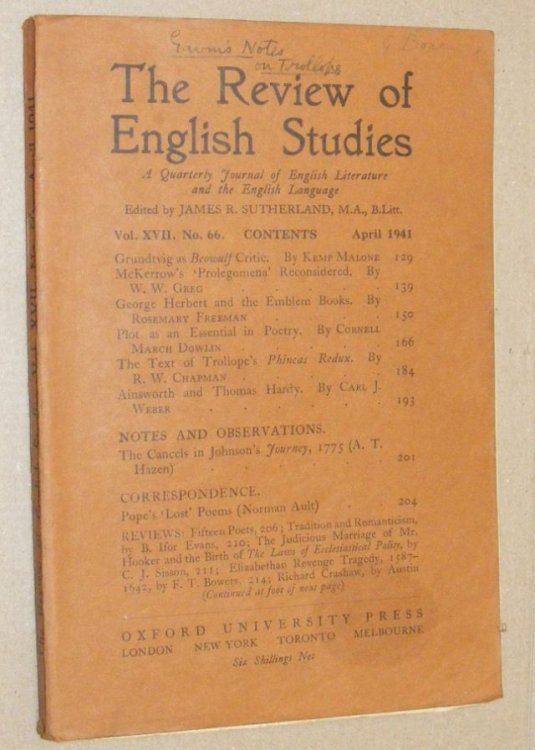 Notes
on Trollope
The Review of
English Studies
A Quarterly Journal of English Literature
and the English Language
Edited by JAMES R. SUTHERLAND, M.A., B.Litt.
Vol. XVII. No. 66. CONTENTS April 1941
Grundtvig as Beowulf Critic. By KEMP MALONE 129
McKerrow's 'Prolegomena' Reconsidered. By
W. W. GREG . . . . . 139
George Herbert and the Emblem Books. By
ROSEMARY FREEMAN . . . . 150
Plot as an Essential in Poetry. By CORNELL
MARCH DOWLIN . . . . 166
The Text of Trollope's Phineas Redux. By
R. W. CHAPMAN . . . . 184
Ainsworth and Thomas Hardy. By CARL J.
WEBER . . . . . 193
NOTES AND OBSERVATIONS.
The Cancels in Johnson's Journey, 1775 (A. T.
Hazen) . . . . . 201
CORRESPONDENCE.
Pope's 'Lost' Poems (Norman Ault) . . 204
REVIEWS: Fifteen Poets, 206; Tradition and Romanticism,
by B. Ifor Evans, 210; The Judicious Marriage of Mr.
Hooker and the Birth of The Laws of Ecclesiastical Polity, by
C. J. Sisson, 211; Elizabethan Revenge Tragedy, 1587–
1642, by F. T. Bowers, 214; Richard Crashaw, by Austin
(Continued at foot of next page)
OXFORD UNIVERSITY PRESS
LONDON NEW YORK TORONTO MELBOURNE
Six Shillings Net